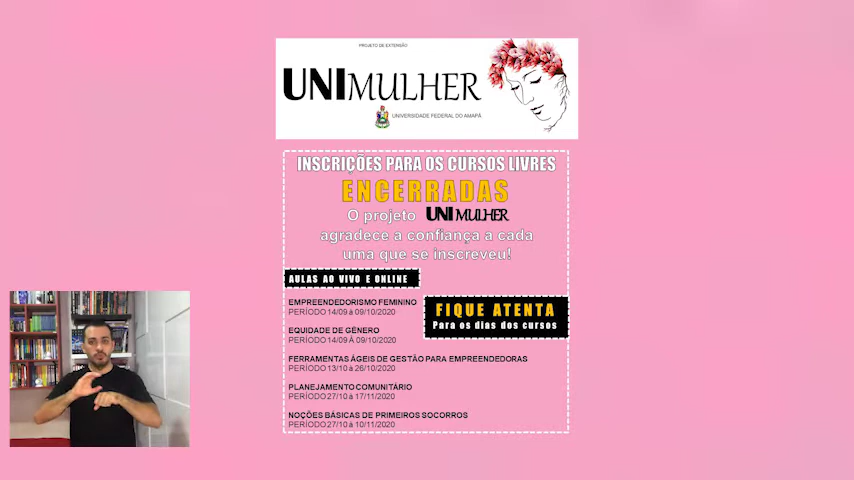 PROJETO DE EXTENSÃO
UNIMULHER
UNIVERSIDADE FEDERAL DO AMAPÁ
INSCRIÇÕES PARA OS CURSOS LIVRES
ENCERRADAS
O projeto UNIMULHER
agradece a confiança a cada
uma que se inscreveu!
AULAS AO VIVO E ONLINE
EMPREENDEDORISMO FEMININO
PERÍODO 14/09 à 09/10/2020
FIQUE ATENTA
Para os dias dos cursos
EQUIDADE DE GÊNERO
PERÍODO 14/09 À 09/10/2020
FERRAMENTAS ÁGEIS DE GESTÃO PARA EMPREENDEDORAS
PERÍODO 13/10 à 26/10/2020
PLANEJAMENTO COMUNITÁRIO
PERÍODO 27/10 à 17/11/2020
NOÇÕES BÁSICAS DE PRIMEIROS SOCORROS
PERÍODO 27/10 à 10/11/2020